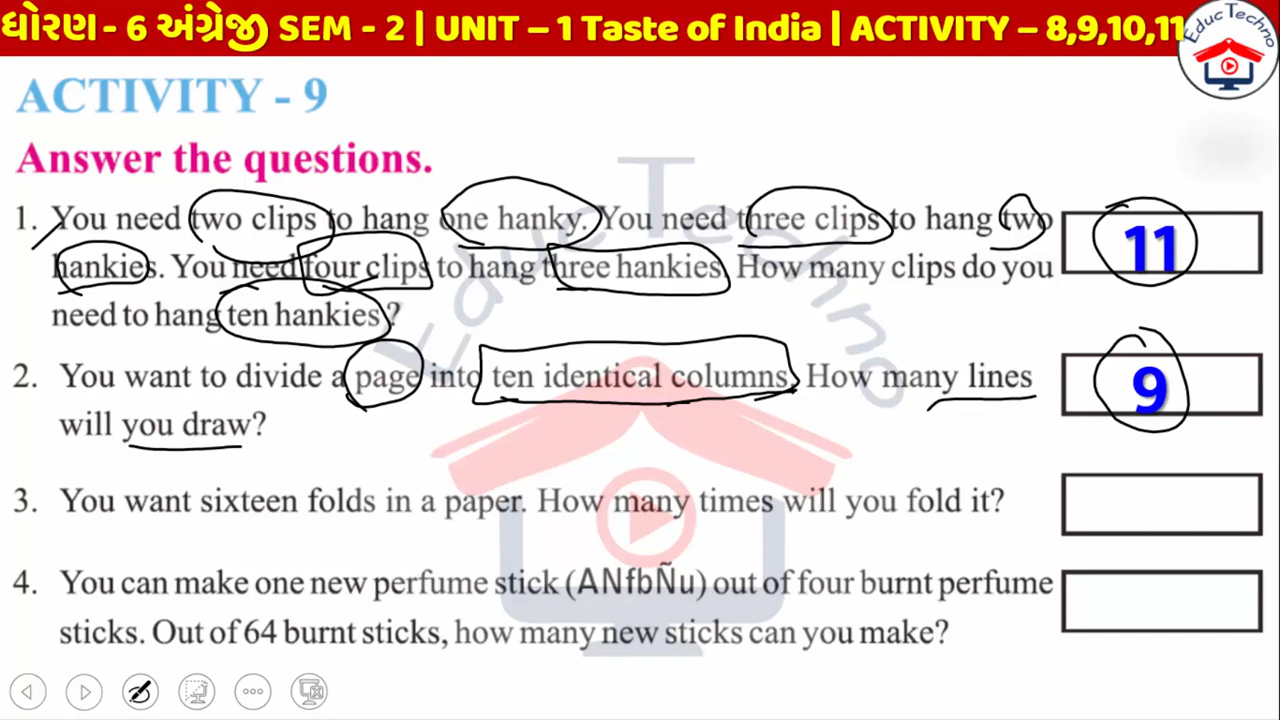 ધોરણ - 6 અંગ્રેજી SEM - 2 | UNIT – 1 Taste of India | ACTIVITY – 8,9,10,11
Educ Techno
ACTIVITY - 9
Answer the questions.
1. You need two clips to hang one hanky. You need three clips to hang two
hankies. You need four clips to hang three hankies. How many clips do you
need to hang ten hankies?
11
2. You want to divide a page into ten identical columns. How many lines
will you draw?
9
3. You want sixteen folds in a paper. How many times will you fold it?
4. You can make one new perfume stick (ANfbÑu) out of four burnt perfume
sticks. Out of 64 burnt sticks, how many new sticks can you make?
Educ Techno